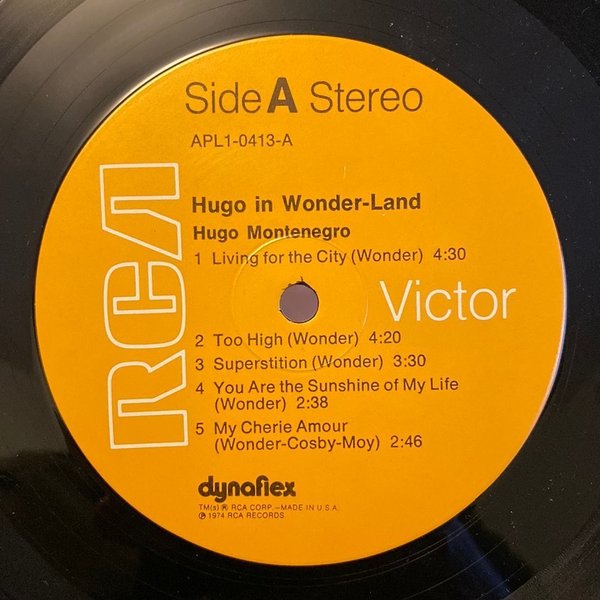 Side A Stereo
APL1-0413-A
RCA
Hugo in Wonder-Land
Hugo Montenegro
1 Living for the City (Wonder) 4:30
Victor
2 Too High (Wonder) 4:20
3 Superstition (Wonder) 3:30
4 You Are the Sunshine of My Life
(Wonder) 2:38
5 My Cherie Amour
(Wonder-Cosby-Moy) 2:46
dynaflex
TM(s) ® RCA CORP.—MADE IN U.S.A.
℗ 1974 RCA RECORDS.